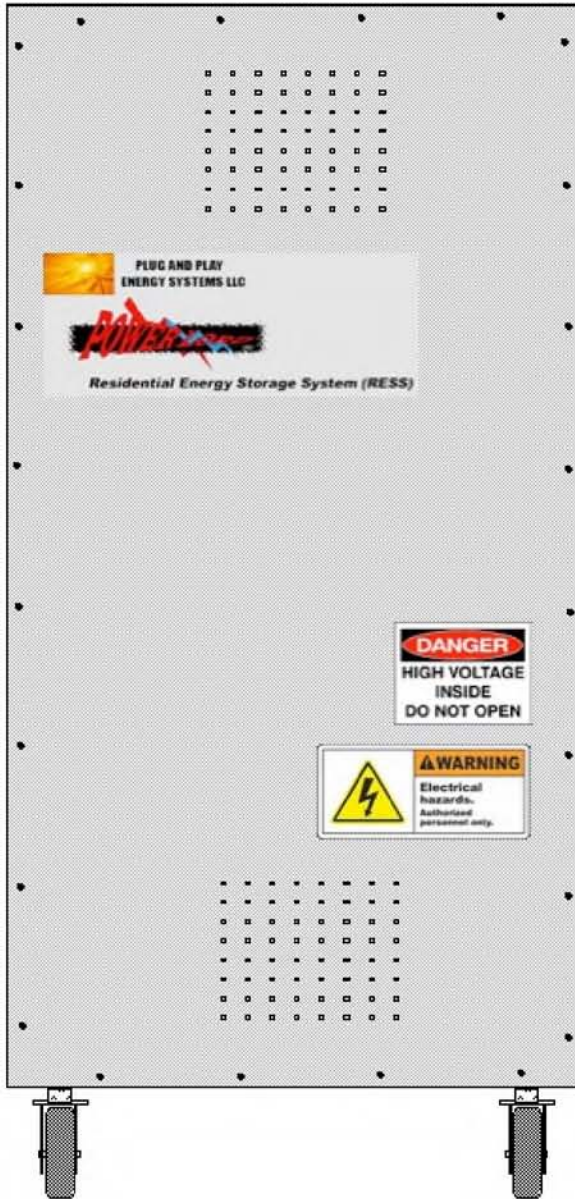 PLUG AND PLAY
ENERGY SYSTEMS LLC
POWER
Residential Energy Storage System (RESS)
DANGER
HIGH VOLTAGE
INSIDE
DO NOT OPEN
WARNING
Electrical
hazards.
Authorized
personnel only.